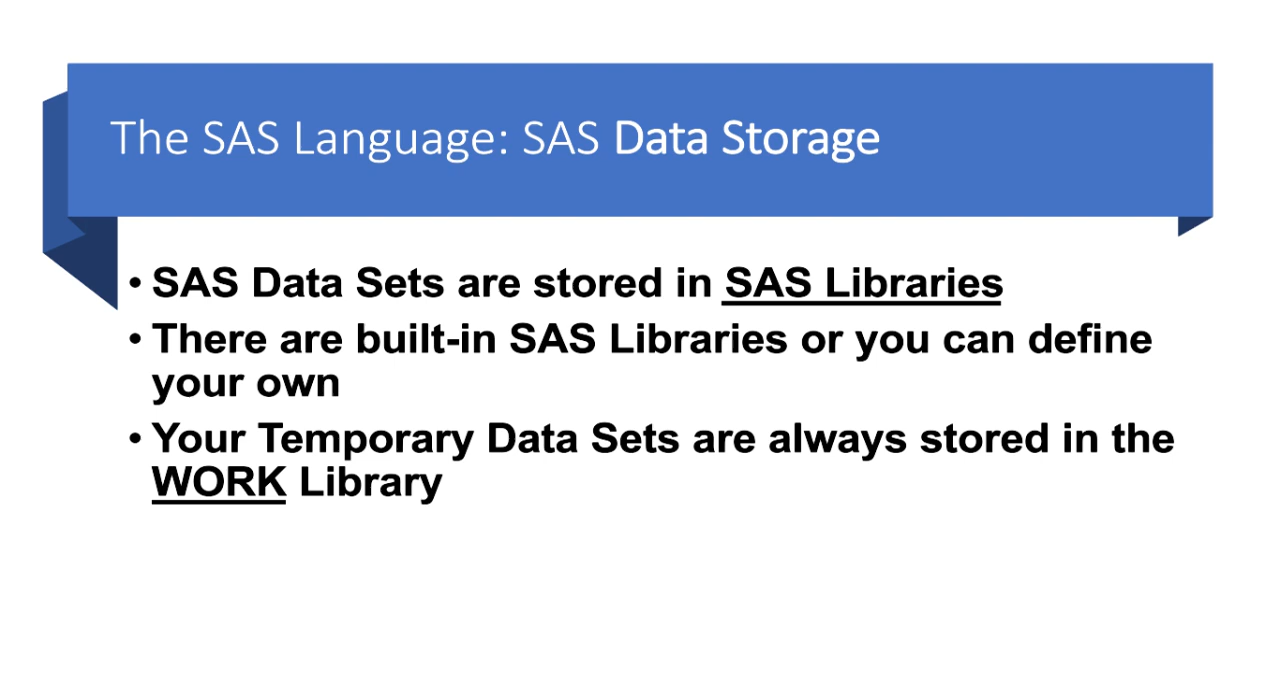 The SAS Language: SAS Data Storage
• SAS Data Sets are stored in SAS Libraries
• There are built-in SAS Libraries or you can define
your own
• Your Temporary Data Sets are always stored in the
WORK Library